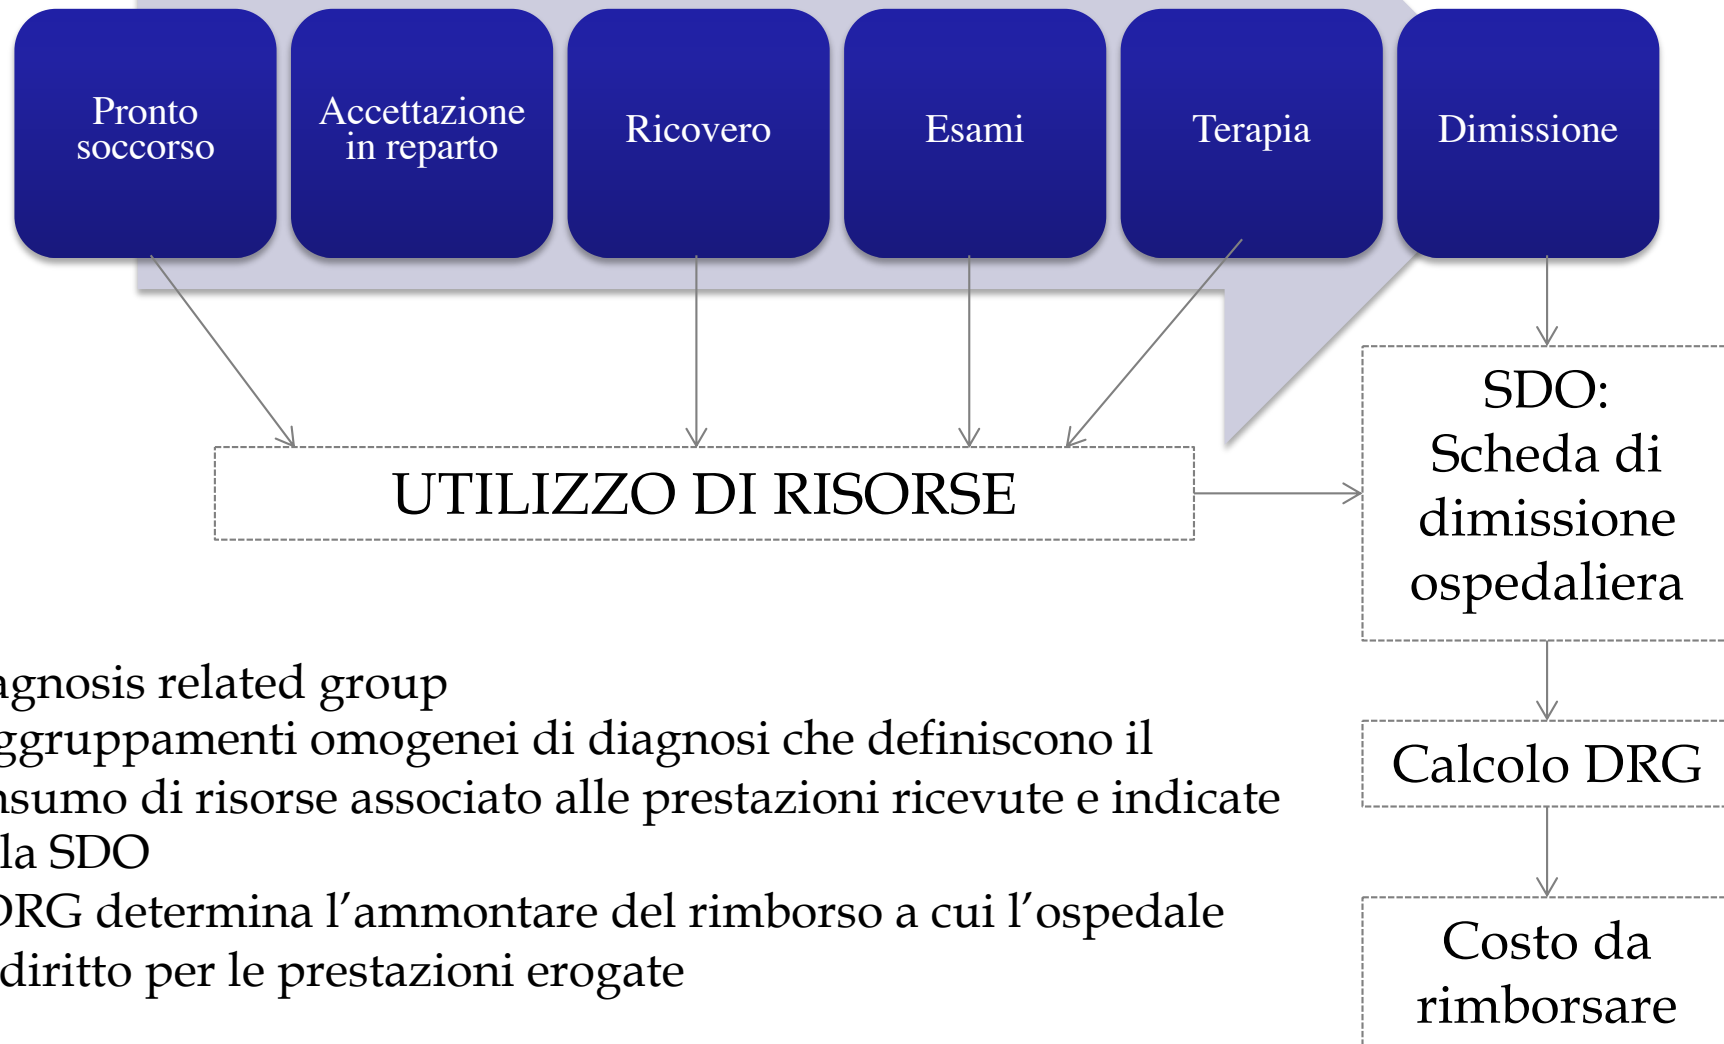 Pronto
soccorso
Accettazione
in reparto
Ricovero
Esami
Terapia
Dimissione
UTILIZZO DI RISORSE
SDO:
Scheda di
dimissione
ospedaliera
Calcolo DRG
Costo da
rimborsare
agnosis related group
ggruppamenti omogenei di diagnosi che definiscono il
nsumo di risorse associato alle prestazioni ricevute e indicate
la SDO
DRG determina l’ammontare del rimborso a cui l’ospedale
diritto per le prestazioni erogate